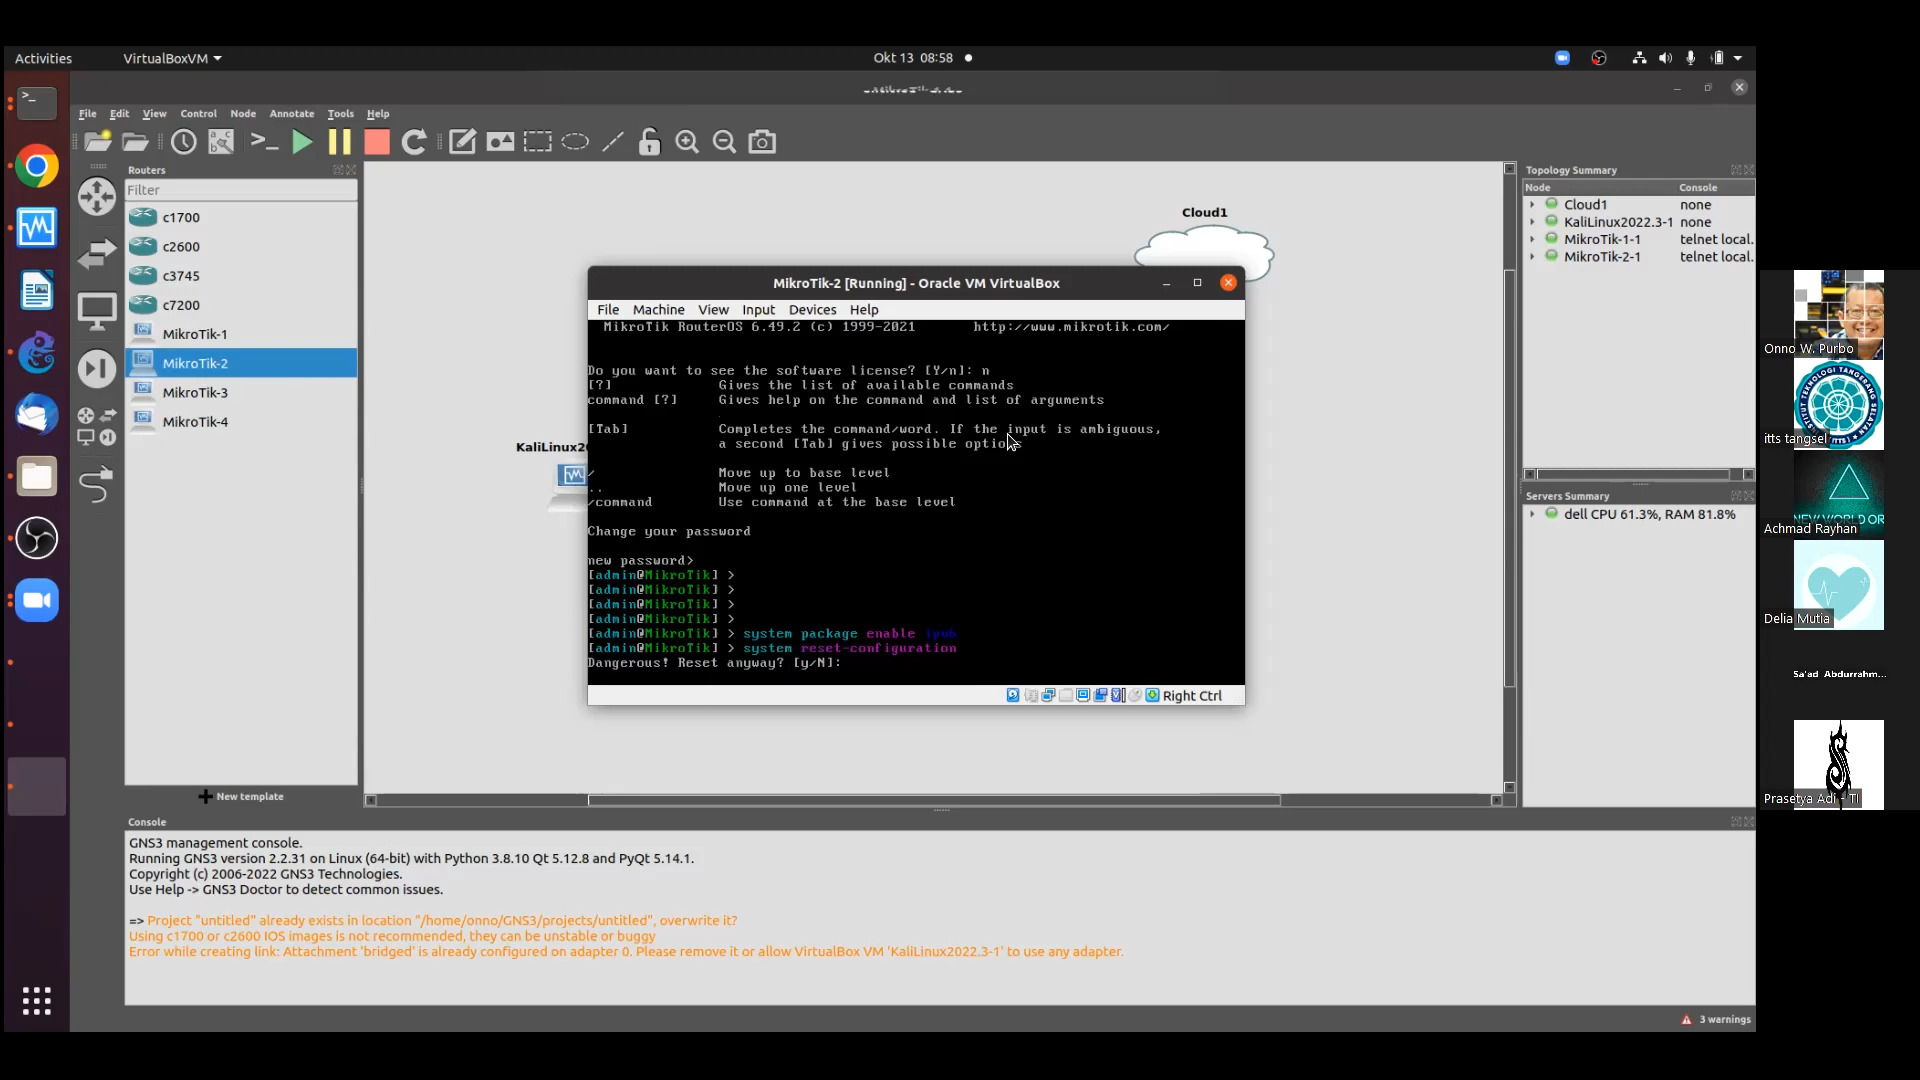 Activities
VirtualBoxVM
Okt 13 08:58
File Edit View Control Node Annotate Tools Help
Routers
Filter
c1700
c2600
c3745
c7200
MikroTik-1
MikroTik-2
MikroTik-3
MikroTik-4
New template
Cloud1
KaliLinux20
MikroTik-2 [Running] - Oracle VM VirtualBox
File Machine View Input Devices Help
MikroTik RouterOS 6.49.2 (c) 1999-2021 http://www.mikrotik.com/
Do you want to see the software license? [Y/n]: n
[?] Gives the list of available commands
command [?] Gives help on the command and list of arguments
[Tab] Completes the command/word. If the input is ambiguous,
a second [Tab] gives possible options
/ Move up to base level
.. Move up one level
/command Use command at the base level
Change your password
new password>
[admin@MikroTik] >
[admin@MikroTik] >
[admin@MikroTik] >
[admin@MikroTik] >
[admin@MikroTik] > system package enable ipv6
[admin@MikroTik] > system reset-configuration
Dangerous! Reset anyway? [y/N]:
Right Ctrl
Topology Summary
Node Console
Cloud1 none
KaliLinux2022.3-1 none
MikroTik-1-1 telnet local.
MikroTik-2-1 telnet local.
Servers Summary
dell CPU 61.3%, RAM 81.8%
Console
GNS3 management console.
Running GNS3 version 2.2.31 on Linux (64-bit) with Python 3.8.10 Qt 5.12.8 and PyQt 5.14.1.
Copyright (c) 2006-2022 GNS3 Technologies.
Use Help -> GNS3 Doctor to detect common issues.
=> Project "untitled" already exists in location "/home/onno/GNS3/projects/untitled", overwrite it?
Using c1700 or c2600 IOS images is not recommended, they can be unstable or buggy
Error while creating link: Attachment 'bridged' is already configured on adapter 0. Please remove it or allow VirtualBox VM 'KaliLinux2022.3-1' to use any adapter.
3 warnings
Onno W. Purbo
INSTITUT TEKNOLOGI TANGERANG SELATAN
(ITTS)
itts tangsel
NEW WORLD OR
Achmad Rayhan
Delia Mutia
Sa'ad Abdurrahm...
Prasetya Adi - TI